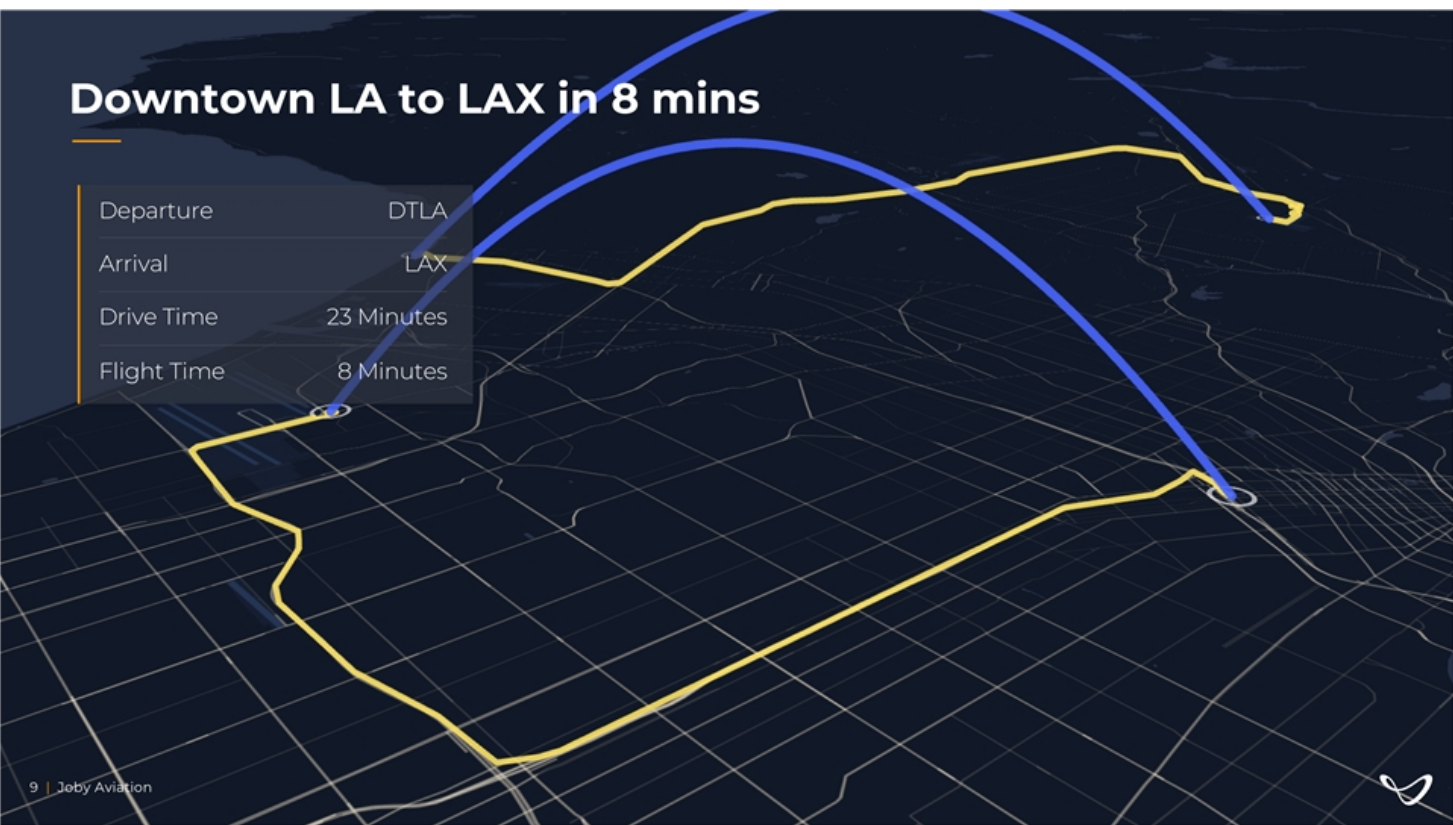 Downtown LA to LAX in 8 mins
Departure DTLA
Arrival LAX
Drive Time 23 Minutes
Flight Time 8 Minutes
9 | Joby Aviation